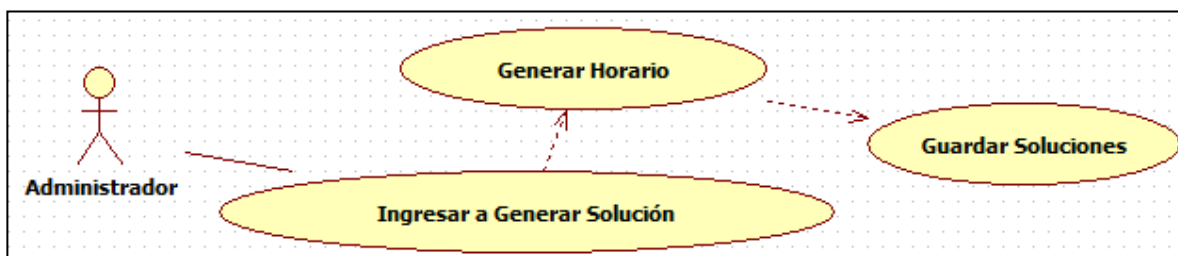 Generar Horario
Guardar Soluciones
Administrador
Ingresar a Generar Solución